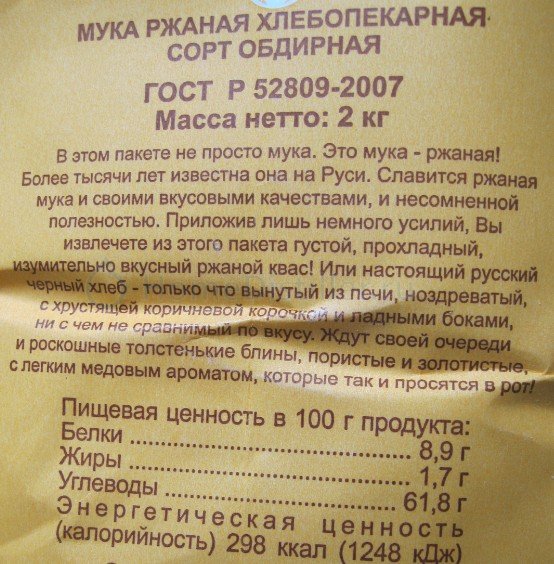 МУКА РЖАНАЯ ХЛЕБОПЕКАРНАЯ
СОРТ ОБДИРНАЯ
ГОСТ Р 52809-2007
Масса нетто: 2 кг
В этом пакете не просто мука. Это мука - ржаная!
Более тысячи лет известна она на Руси. Славится ржаная
мука и своими вкусовыми качествами, и несомненной
полезностью. Приложив лишь немного усилий, Вы
извлечете из этого пакета густой, прохладный,
изумительно вкусный ржаной квас! Или настоящий русский
черный хлеб - только что вынутый из печи, ноздреватый,
с хрустящей коричневой корочкой и ладными боками,
ни с чем не сравнимый по вкусу. Ждут своей очереди
и роскошные толстенькие блины, пористые и золотистые,
с легким медовым ароматом, которые так и просятся в рот!
Пищевая ценность в 100 г продукта:
Белки ........................................ 8,9 г
Жиры ........................................ 1,7 г
Углеводы ................................. 61,8 г
Энергетическая ценность
(калорийность) 298 ккал (1248 кДж)